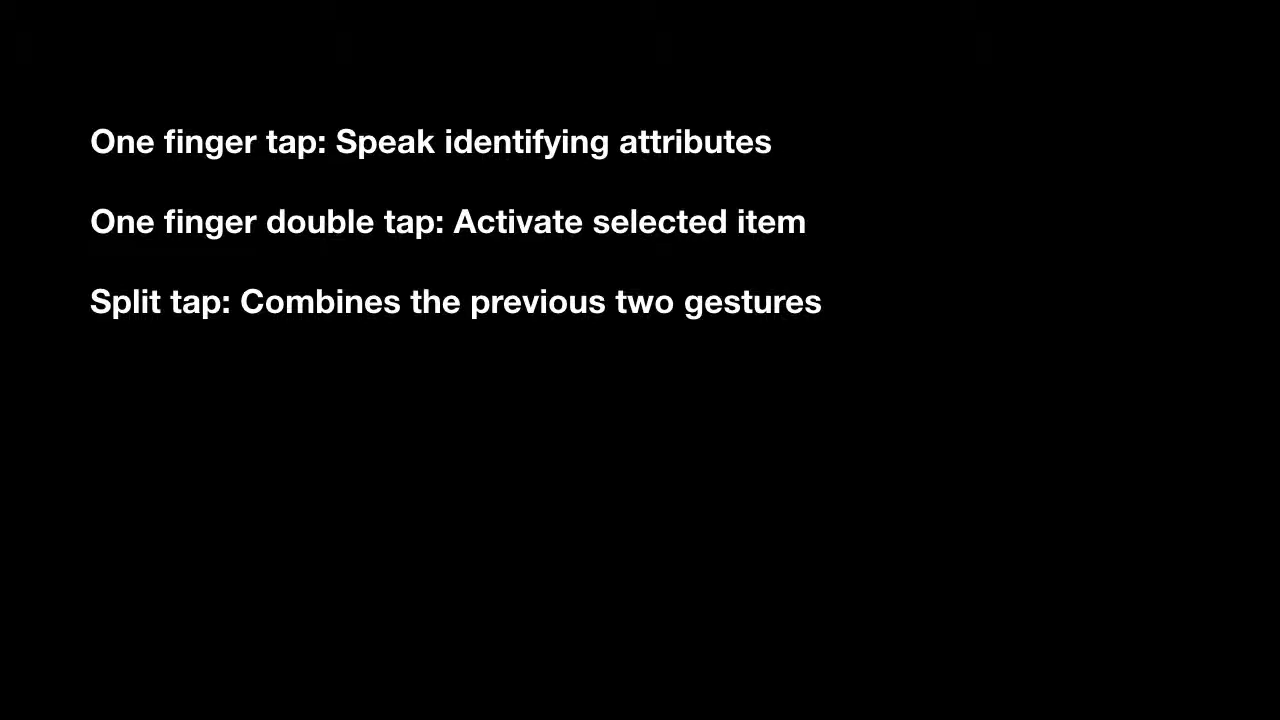 One finger tap: Speak identifying attributes
One finger double tap: Activate selected item
Split tap: Combines the previous two gestures